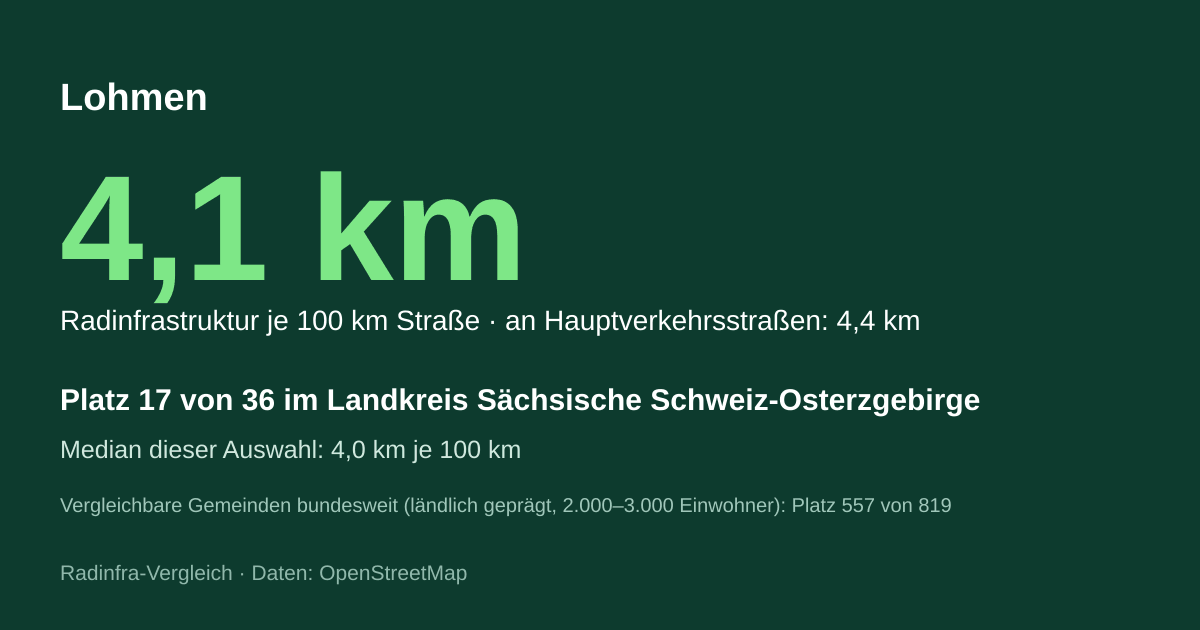 Lohmen
4,1 km
Radinfrastruktur je 100 km Straße · an Hauptverkehrsstraßen: 4,4 km
Platz 17 von 36 im Landkreis Sächsische Schweiz-Osterzgebirge
Median dieser Auswahl: 4,0 km je 100 km
Vergleichbare Gemeinden bundesweit (ländlich geprägt, 2.000–3.000 Einwohner): Platz 557 von 819
Radinfra-Vergleich · Daten: OpenStreetMap